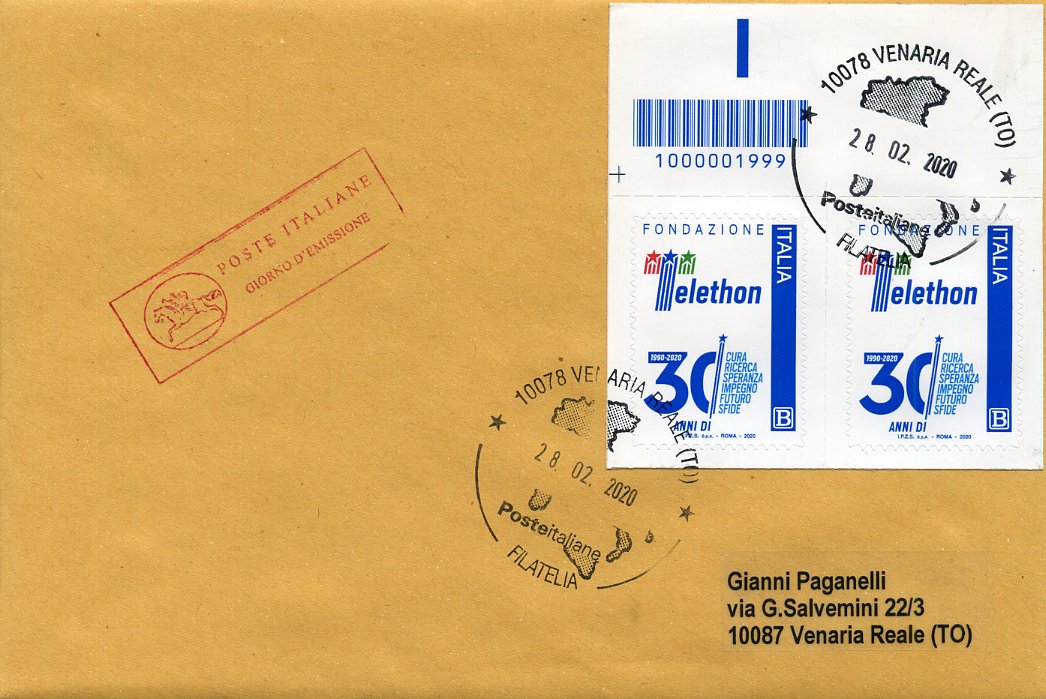 1000001999
10078 VENARIA REALE (TO)
28. 02. 2020
Posteitaliane
FILATELIA
POSTE ITALIANE
GIORNO D'EMISSIONE
FONDAZIONE
ITALIA
Telethon
1990-2020
30
CURA
RICERCA
SPERANZA
IMPEGNO
FUTURO
SFIDE
ANNI DI
B
I.P.Z.S. S.p.A. - ROMA - 2020
FONDAZIONE
ITALIA
Telethon
1990-2020
30
CURA
RICERCA
SPERANZA
IMPEGNO
FUTURO
SFIDE
ANNI DI
B
I.P.Z.S. S.p.A. - ROMA - 2020
10078 VENARIA REALE (TO)
28. 02. 2020
Posteitaliane
FILATELIA
Gianni Paganelli
via G.Salvemini 22/3
10087 Venaria Reale (TO)